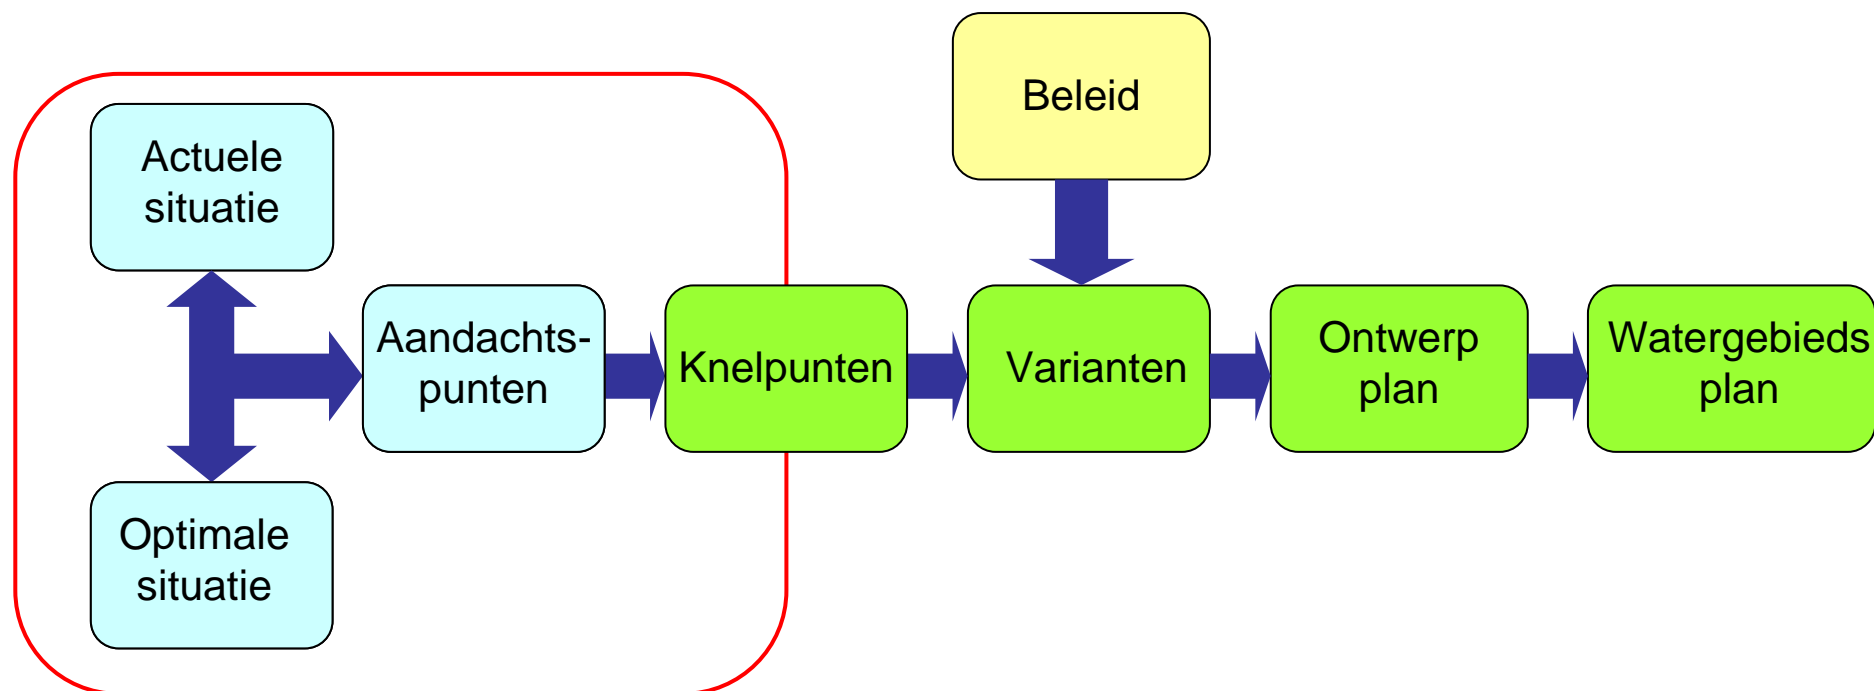 Beleid
Actuele
situatie
Aandachts-
punten
Knelpunten
Varianten
Ontwerp
plan
Watergebieds
plan
Optimale
situatie